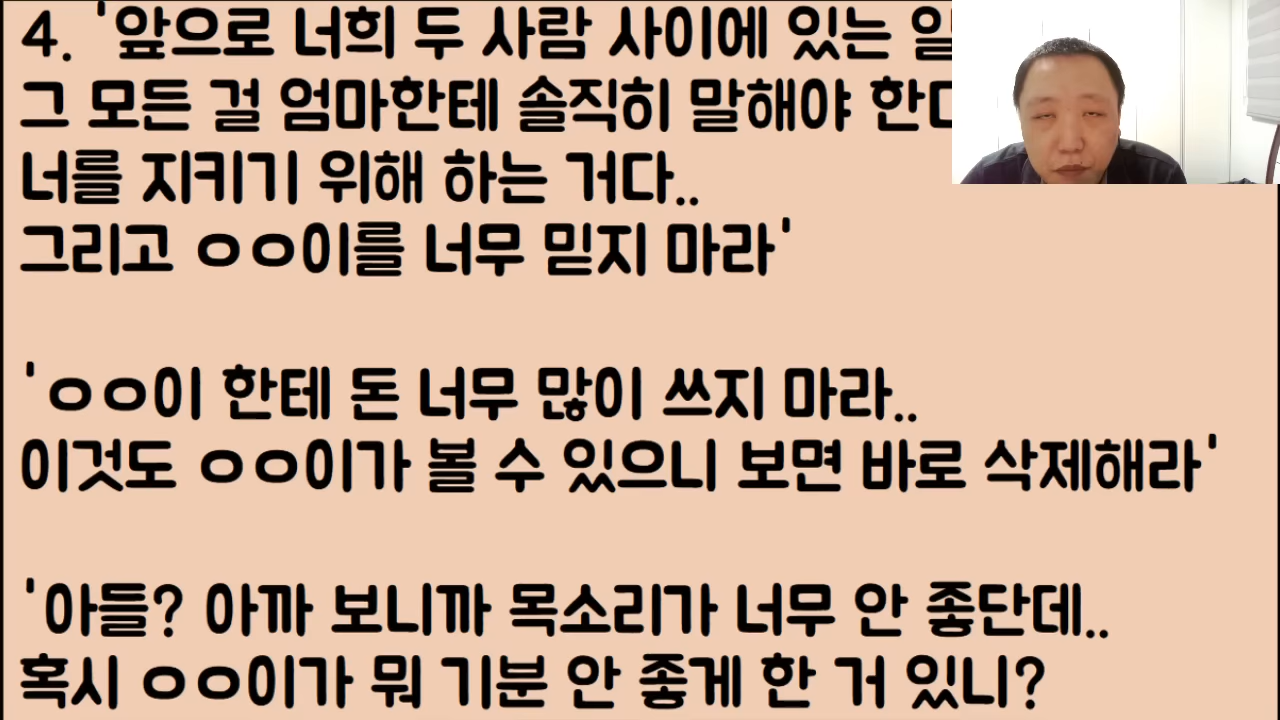 4. '앞으로 너희 두 사람 사이에 있는
그 모든 걸 엄마한테 솔직히 말해야
너를 지키기 위해 하는 거다..
그리고 ㅇㅇ이를 너무 믿지 마라'
'ㅇㅇ이 한테 돈 너무 많이 쓰지 마라..
이것도 ㅇㅇ이가 볼 수 있으니 보면 바로 삭제해라'
'아들? 아까 보니까 목소리가 너무 안 좋단데..
혹시 ㅇㅇ이가 뭐 기분 안 좋게 한 거 있니?